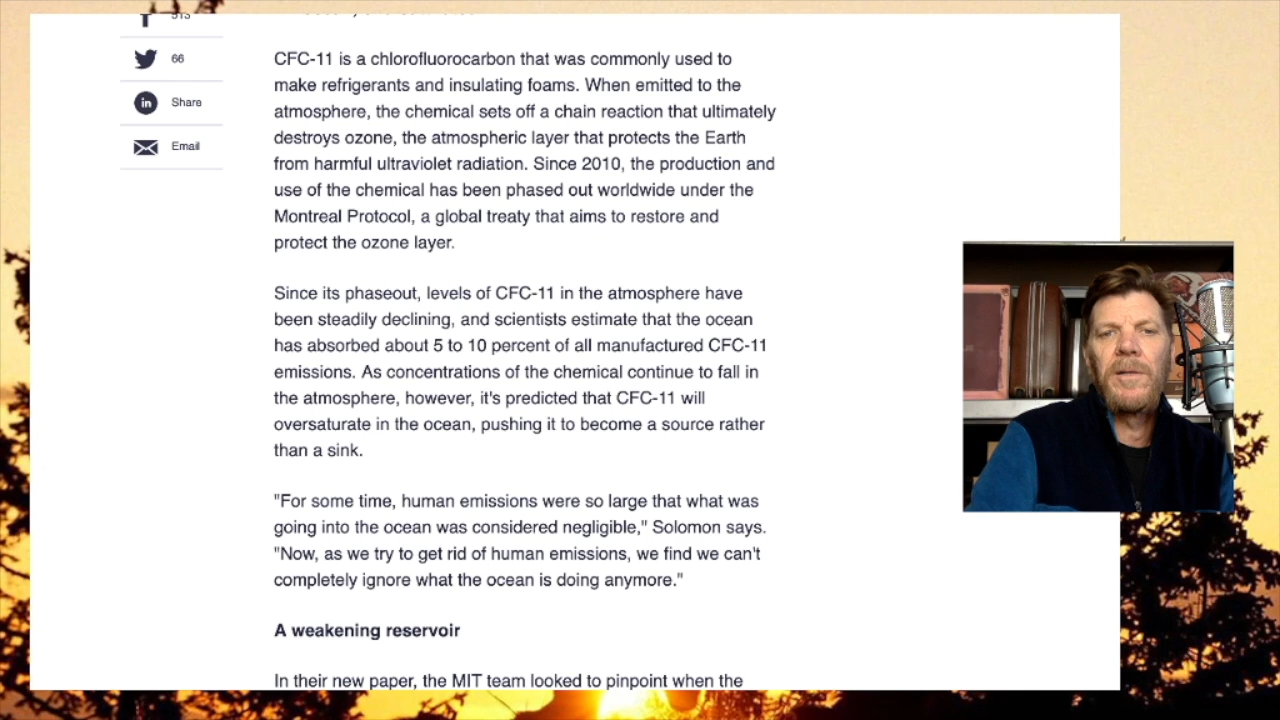 513
66
Share
Email
CFC-11 is a chlorofluorocarbon that was commonly used to
make refrigerants and insulating foams. When emitted to the
atmosphere, the chemical sets off a chain reaction that ultimately
destroys ozone, the atmospheric layer that protects the Earth
from harmful ultraviolet radiation. Since 2010, the production and
use of the chemical has been phased out worldwide under the
Montreal Protocol, a global treaty that aims to restore and
protect the ozone layer.
Since its phaseout, levels of CFC-11 in the atmosphere have
been steadily declining, and scientists estimate that the ocean
has absorbed about 5 to 10 percent of all manufactured CFC-11
emissions. As concentrations of the chemical continue to fall in
the atmosphere, however, it's predicted that CFC-11 will
oversaturate in the ocean, pushing it to become a source rather
than a sink.
"For some time, human emissions were so large that what was
going into the ocean was considered negligible," Solomon says.
"Now, as we try to get rid of human emissions, we find we can't
completely ignore what the ocean is doing anymore."
A weakening reservoir
In their new paper, the MIT team looked to pinpoint when the